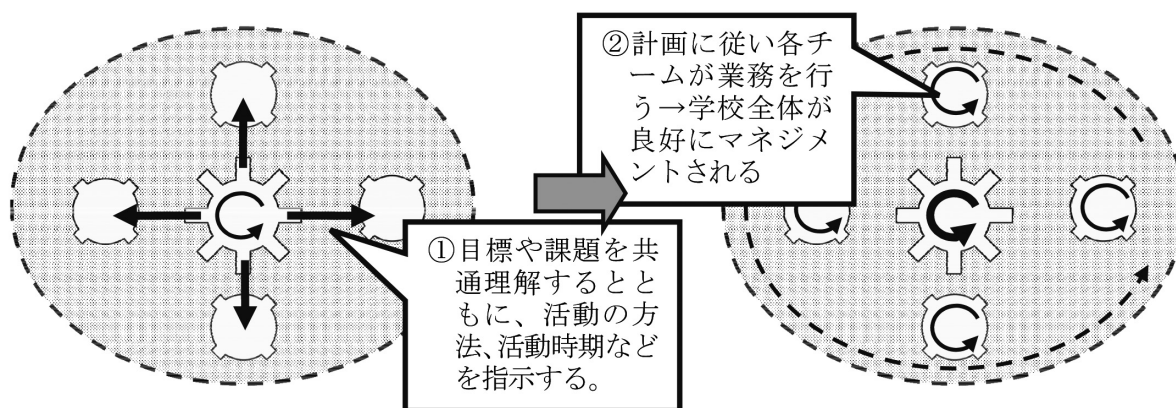 ①目標や課題を共
通理解するとと
もに、活動の方
法、活動時期など
を指示する。
②計画に従い各チ
ームが業務を行
う→学校全体が
良好にマネジメ
ントされる